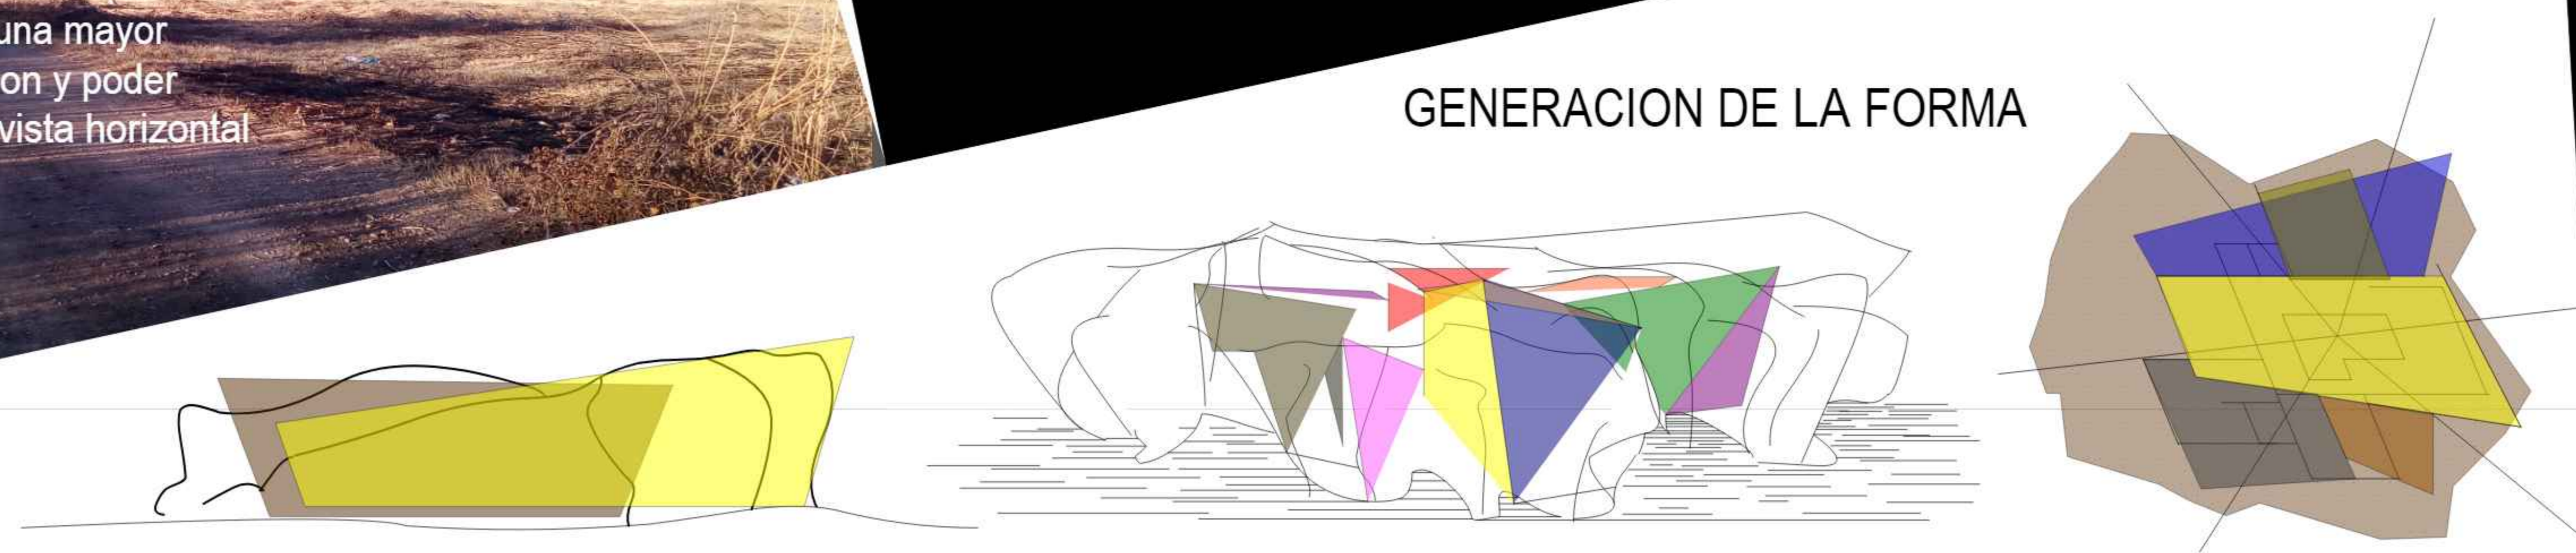 una mayor
on y poder
vista horizontal
GENERACION DE LA FORMA